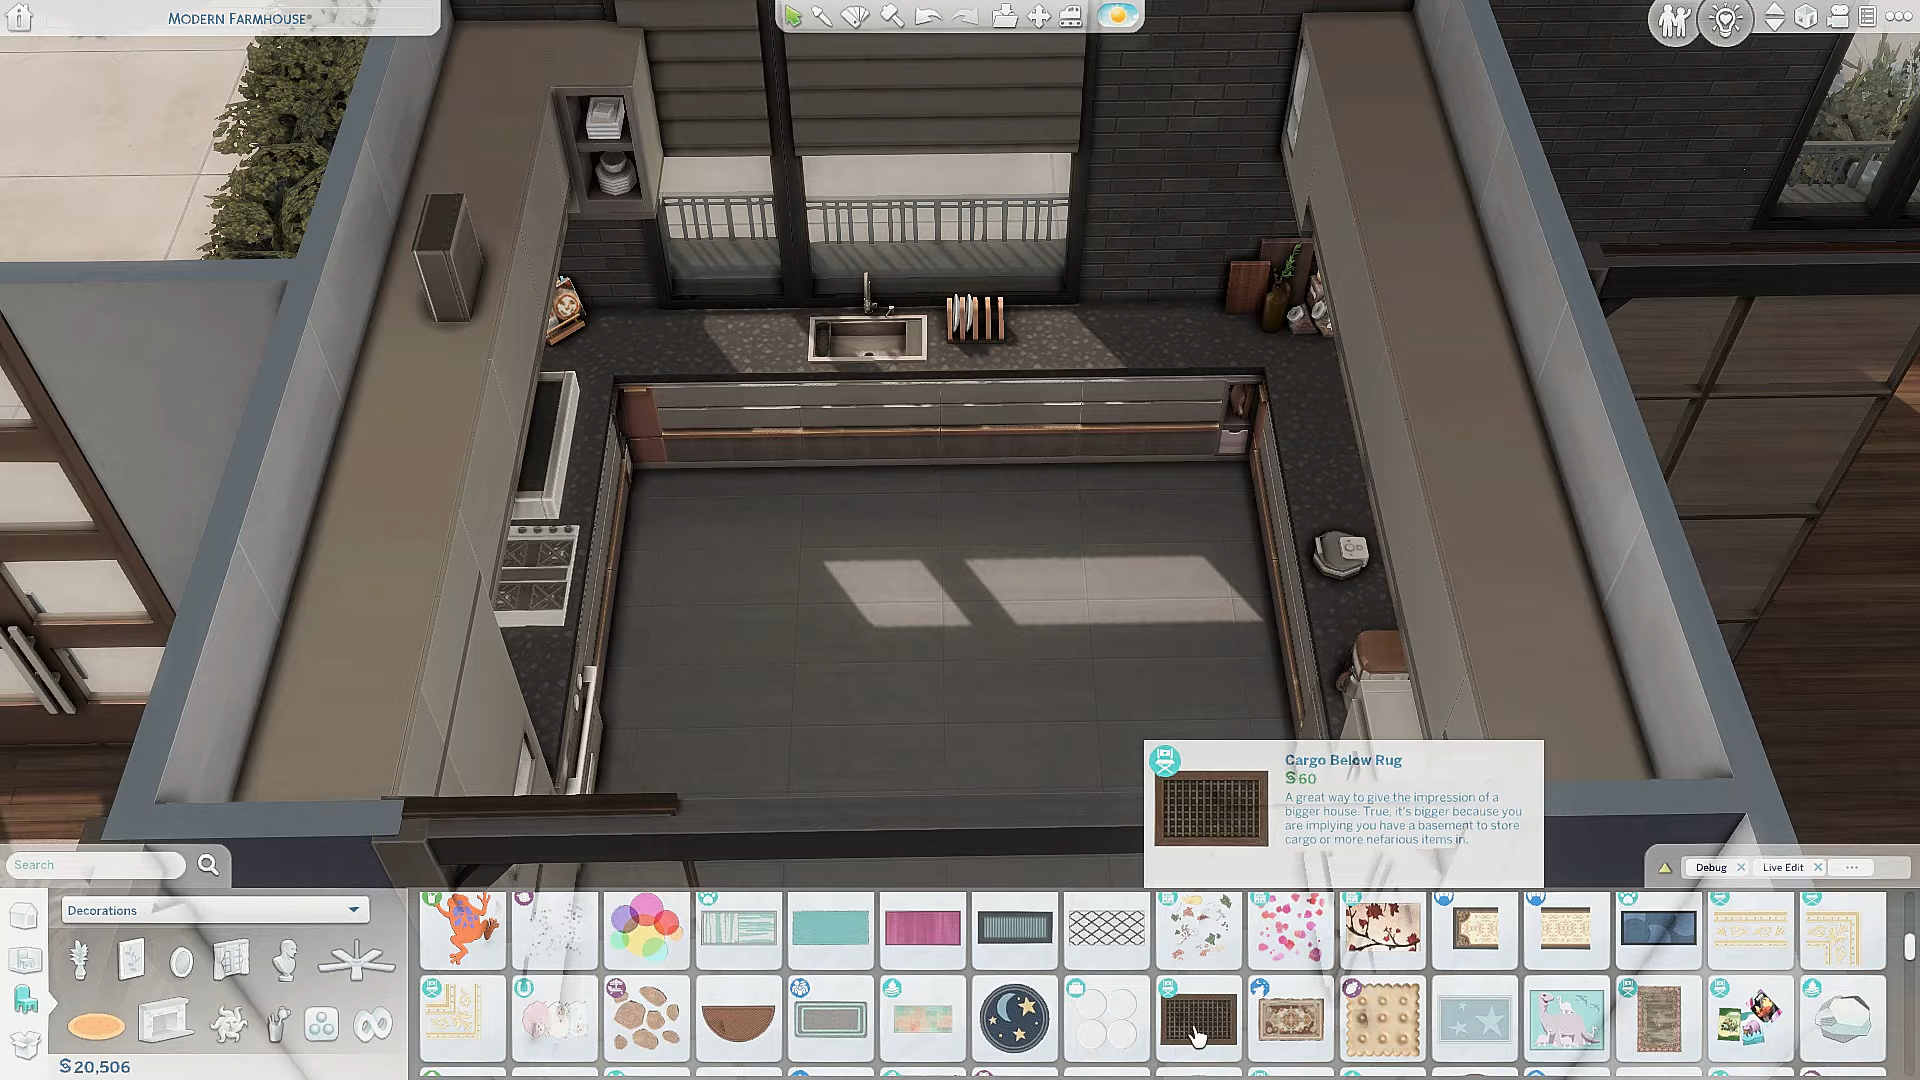 Modern Farmhouse
Cargo Below Rug
§60
A great way to give the impression of a
bigger house. True, it's bigger because you
are implying you have a basement to store
cargo or more nefarious items in.
Search
Debug
Live Edit
Decorations
§20,506